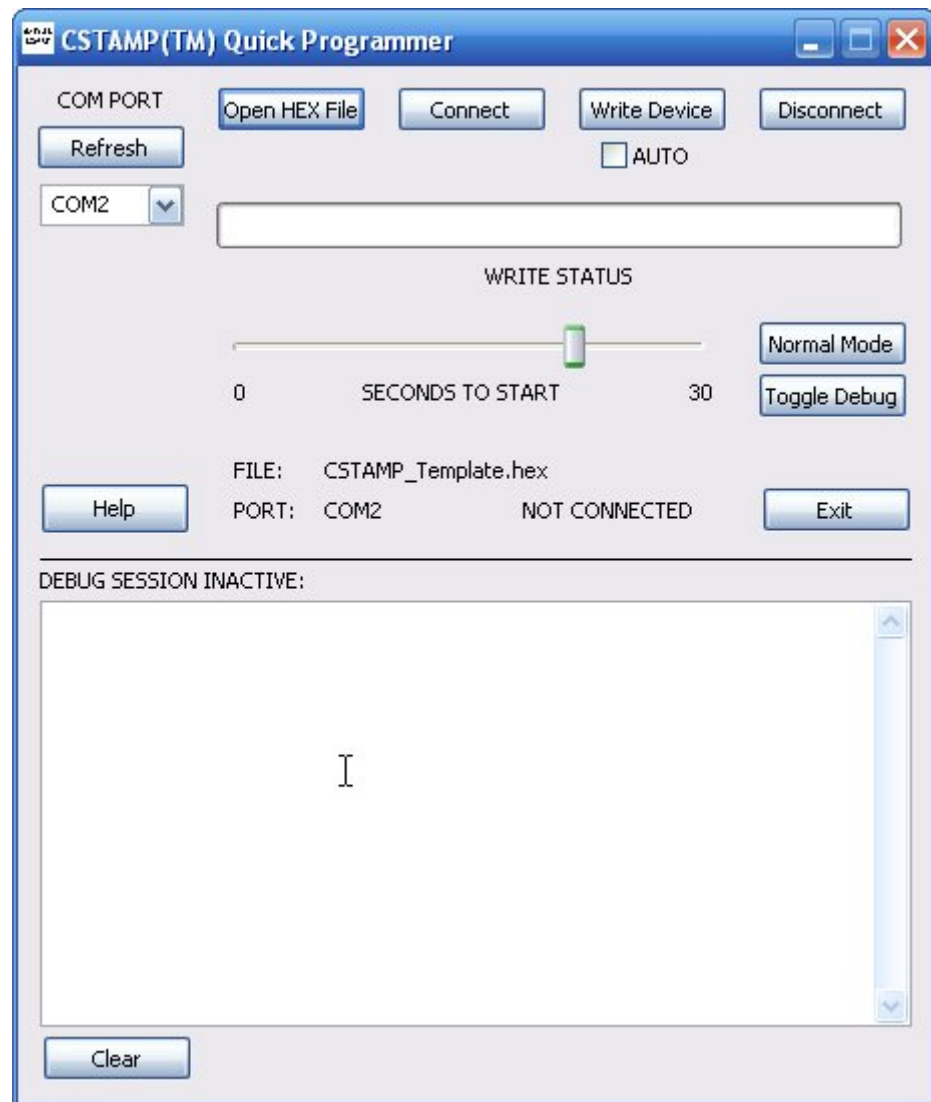 CSTAMP(TM) Quick Programmer
COM PORT
Open HEX File
Connect
Write Device
Disconnect
Refresh
AUTO
COM2
WRITE STATUS
Normal Mode
0 SECONDS TO START 30
Toggle Debug
FILE: CSTAMP_Template.hex
Help
PORT: COM2 NOT CONNECTED
Exit
DEBUG SESSION INACTIVE:
Clear